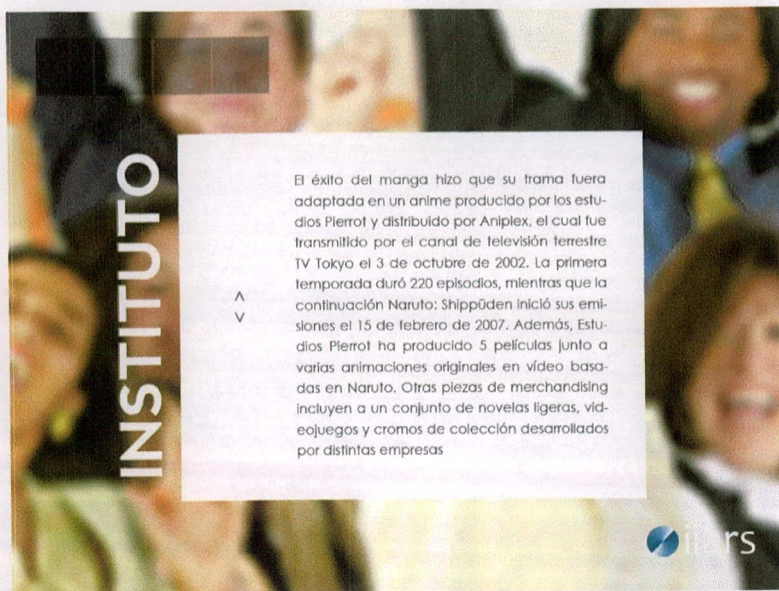 INSTITUTO
El éxito del manga hizo que su trama fuera
adaptada en un anime producido por los estu-
dios Pierrot y distribuido por Aniplex, el cual fue
transmitido por el canal de televisión terrestre
TV Tokyo el 3 de octubre de 2002. La primera
temporada duró 220 episodios, mientras que la
continuación Naruto: Shippūden inició sus emi-
siones el 15 de febrero de 2007. Además, Estu-
dios Pierrot ha producido 5 películas junto a
varias animaciones originales en vídeo basa-
das en Naruto. Otras piezas de merchandising
incluyen a un conjunto de novelas ligeras, vid-
eojuegos y cromos de colección desarrollados
por distintas empresas